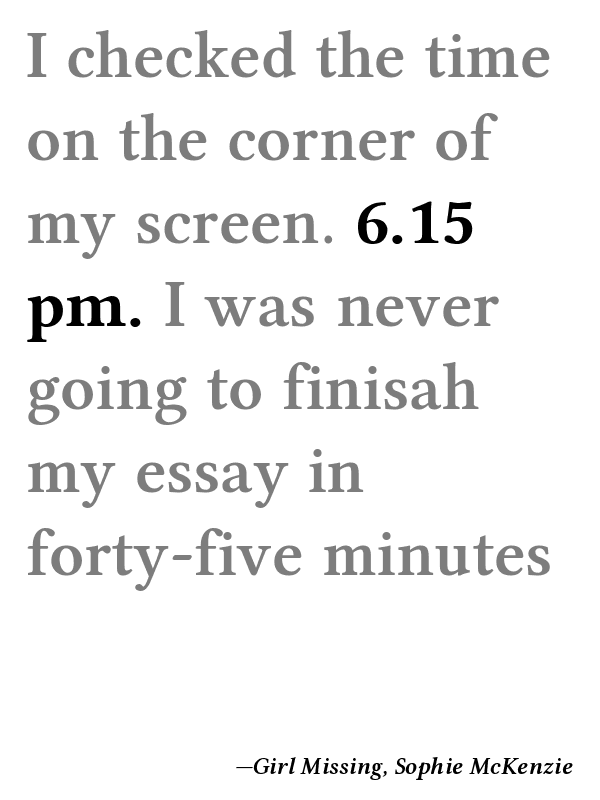 I checked the time
on the corner of
my screen. 6.15
pm. I was never
going to finisah
my essay in
forty-five minutes
—Girl Missing, Sophie McKenzie